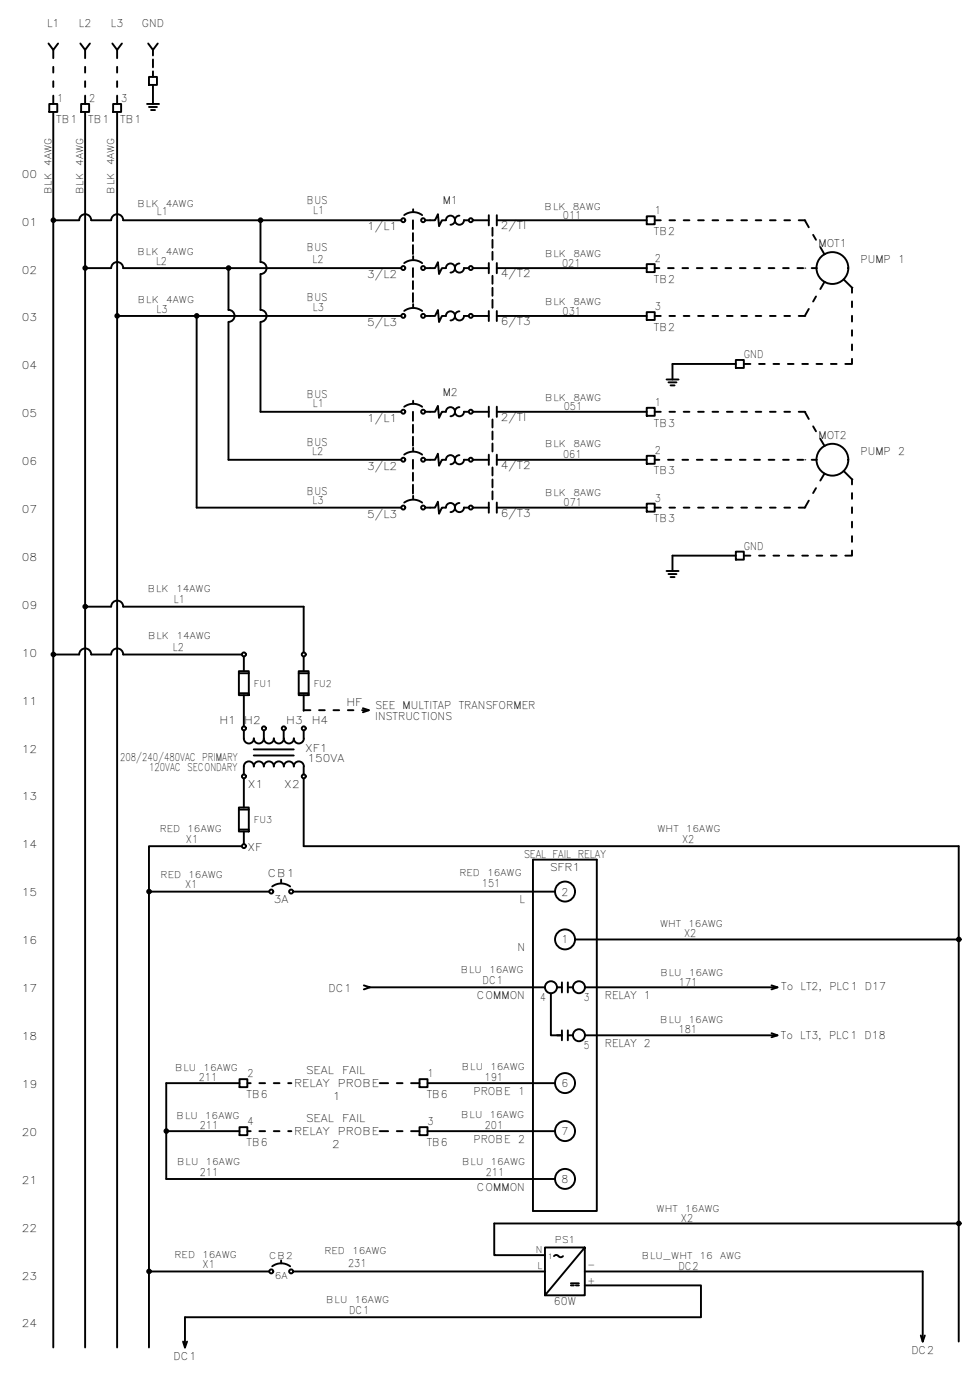 L1 L2 L3 GND
1 2 3
TB1 TB1 TB1
BLK 4AWG BLK 4AWG BLK 4AWG
00
BLK 4AWG BUS M1 BLK 8AWG 1
01 L1 L1 1/L1 2/T1 011 TB2
MOT1
BLK 4AWG BUS BLK 8AWG 2 PUMP 1
02 L2 L2 3/L2 4/T2 021 TB2
BLK 4AWG BUS BLK 8AWG 3
03 L3 L3 5/L3 6/T3 031 TB2
GND
04
BUS M2 BLK 8AWG 1
05 L1 1/L1 2/T1 051 TB3
MOT2
BUS BLK 8AWG 2 PUMP 2
06 L2 3/L2 4/T2 061 TB3
BUS BLK 8AWG 3
07 L3 5/L3 6/T3 071 TB3
GND
08
BLK 14AWG
09 L1
BLK 14AWG
10 L2
FU1 FU2
11 HF SEE MULTITAP TRANSFORMER
INSTRUCTIONS
H1 H2 H3 H4
12 XF1
208/240/480VAC PRIMARY 150VA
120VAC SECONDARY
X1 X2
13
FU3
RED 16AWG WHT 16AWG
14 X1 XF X2
SEAL FAIL RELAY
SFR1
RED 16AWG CB1 RED 16AWG
15 X1 3A 151 L 2
WHT 16AWG
16 N 1 X2
BLU 16AWG BLU 16AWG
17 DC1 DC1 171 To LT2, PLC1 D17
COMMON 4 3 RELAY 1
BLU 16AWG
18 181 To LT3, PLC1 D18
5 RELAY 2
BLU 16AWG 2 SEAL FAIL 1 BLU 16AWG
19 211 RELAY PROBE 191 6
TB6 1 TB6 PROBE 1
BLU 16AWG 4 SEAL FAIL 3 BLU 16AWG
20 211 RELAY PROBE 201 7
TB6 2 TB6 PROBE 2
BLU 16AWG BLU 16AWG
21 211 211 8
COMMON
WHT 16AWG
22 X2
PS1
RED 16AWG CB2 RED 16AWG N 1 BLU_WHT 16 AWG
23 X1 6A 231 L - DC2
+
BLU 16AWG 60W
24 DC1
DC1 DC2